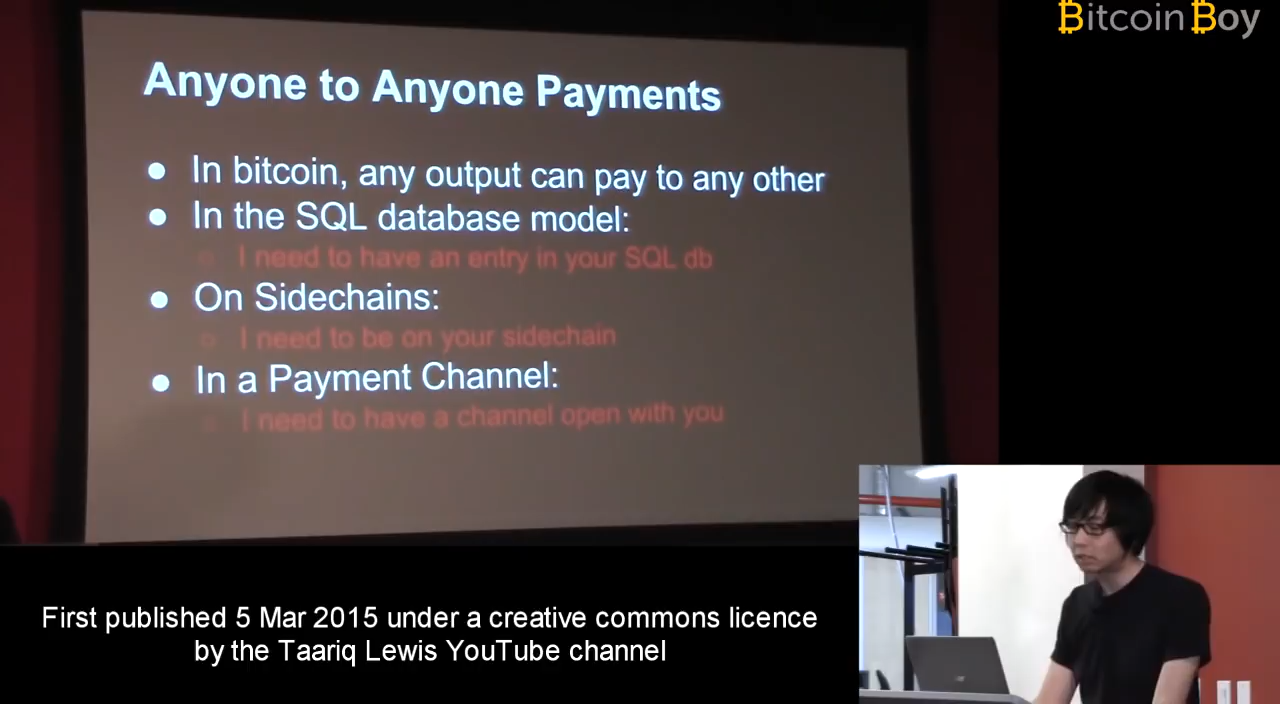 Bitcoin Boy
Anyone to Anyone Payments
● In bitcoin, any output can pay to any other
● In the SQL database model:
○ I need to have an entry in your SQL db
● On Sidechains:
○ I need to be on your sidechain
● In a Payment Channel:
○ I need to have a channel open with you
First published 5 Mar 2015 under a creative commons licence
by the Taariq Lewis YouTube channel